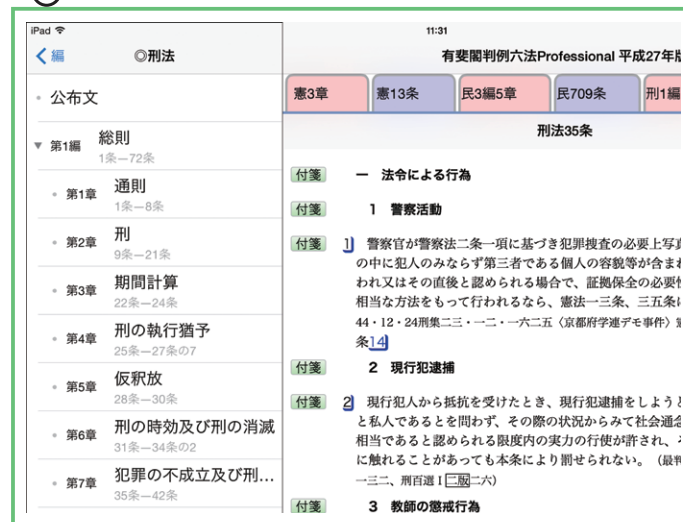 iPad
11:31
編
◎刑法
有斐閣判例六法Professional 平成27年版
公布文
第1編 総則
1条—72条
第1章 通則
1条—8条
第2章 刑
9条—21条
第3章 期間計算
22条—24条
第4章 刑の執行猶予
25条—27条の7
第5章 仮釈放
28条—30条
第6章 刑の時効及び刑の消滅
31条—34条の2
第7章 犯罪の不成立及び刑...
35条—42条
憲3章 憲13条 民3編5章 民709条 刑1編
刑法35条
付箋 一 法令による行為
付箋 1 警察活動
付箋 1 警察官が警察法二条一項に基づき犯罪捜査の必要上写真
の中に犯人のみならず第三者である個人の容貌等が含まれ
われ又はその直後と認められる場合で、証拠保全の必要性
相当な方法をもって行われるなら、憲法一三条、三五条に
44・12・24刑集二三・一二・一六二五〈京都府学連デモ事件〉憲
条14
付箋 2 現行犯逮捕
付箋 2 現行犯人から抵抗を受けたとき、現行犯逮捕をしようと
と私人であるとを問わず、その際の状況からみて社会通念
相当であると認められる限度内の実力の行使が許され、そ
に触れることがあっても本条により罰せられない。(最判
一三二、刑百選Ⅰ二版二六)
付箋 3 教師の懲戒行為